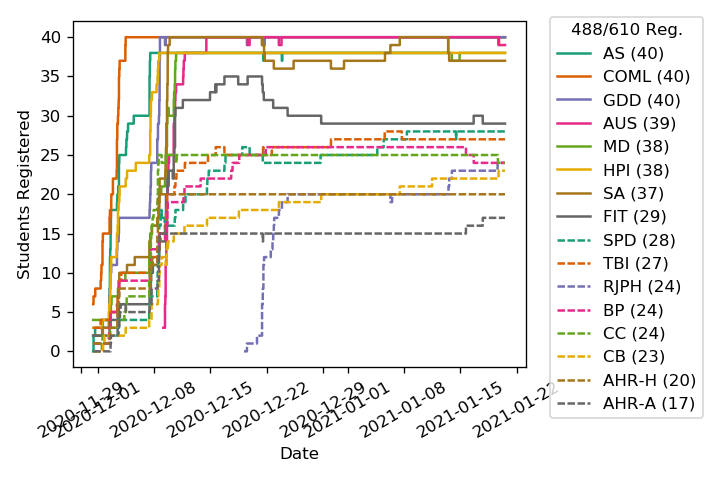 488/610 Reg.
AS (40)
COML (40)
GDD (40)
AUS (39)
MD (38)
HPI (38)
SA (37)
FIT (29)
SPD (28)
TBI (27)
RJPH (24)
BP (24)
CC (24)
CB (23)
AHR-H (20)
AHR-A (17)
Students Registered
40
35
30
25
20
15
10
5
0
2020-11-29
2020-12-01
2020-12-08
2020-12-15
2020-12-22
2020-12-29
2021-01-01
2021-01-08
2021-01-15
2021-01-22
Date